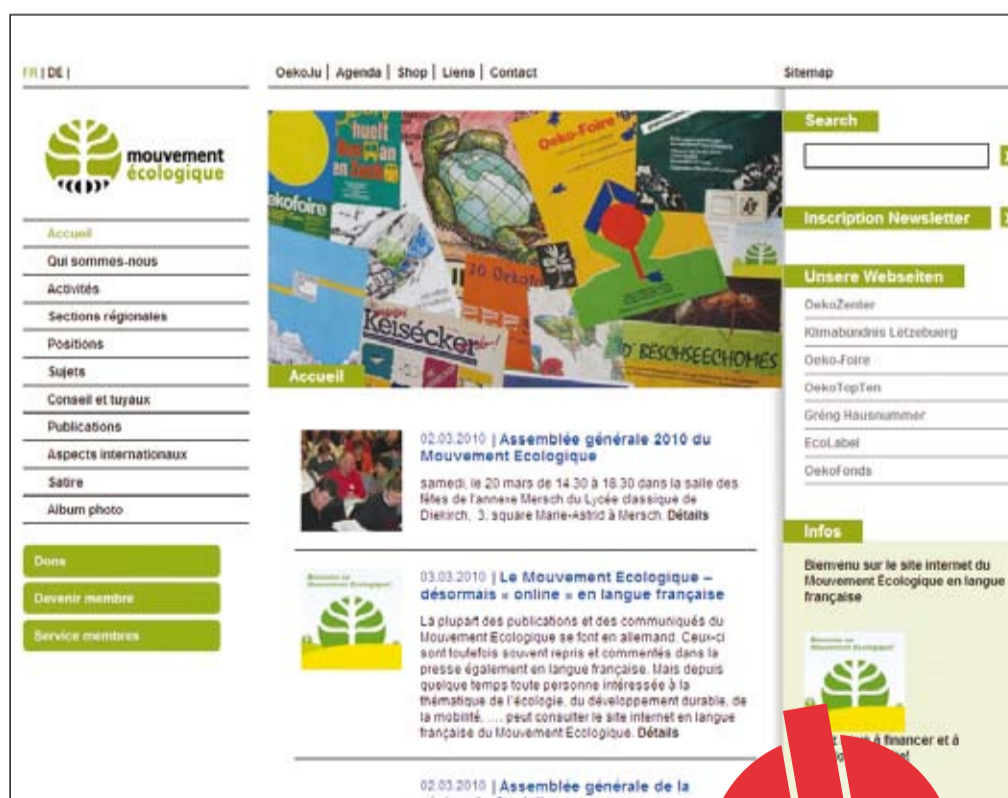 FR | DE |
OekoJu | Agenda | Shop | Liens | Contact
Sitemap
mouvement
écologique
Accueil
Qui sommes-nous
Activités
Sections régionales
Positions
Sujets
Conseil et tuyaux
Publications
Aspects internationaux
Satire
Album photo
Dons
Devenir membre
Service membres
huelt
en
Oeko-Foire
ekofoire
10 Oekofo
Keisécker
D' BESCHSEECHOMES
Accueil
02.03.2010 | Assemblée générale 2010 du
Mouvement Ecologique
samedi, le 20 mars de 14.30 à 18.30 dans la salle des
fêtes de l'annexe Mersch du Lycée classique de
Diekirch, 3, square Marie-Astrid à Mersch. Détails
03.03.2010 | Le Mouvement Ecologique –
désormais « online » en langue française
La plupart des publications et des communiqués du
Mouvement Ecologique se font en allemand. Ceux-ci
sont toutefois souvent repris et commentés dans la
presse également en langue française. Mais depuis
quelque temps toute personne intéressée à la
thématique de l'écologie, du développement durable, de
la mobilité, .... peut consulter le site internet en langue
française du Mouvement Ecologique. Détails
02.03.2010 | Assemblée générale de la
Search
Inscription Newsletter
Unsere Webseiten
OekoZenter
Klimabündnis Lëtzebuerg
Oeko-Foire
OekoTopTen
Gréng Hausnummer
EcoLabel
OekoFonds
Infos
Bienvenu sur le site internet du
Mouvement Ecologique en langue
française
Bienvenu au
Mouvement Ecologique!
à financer et à